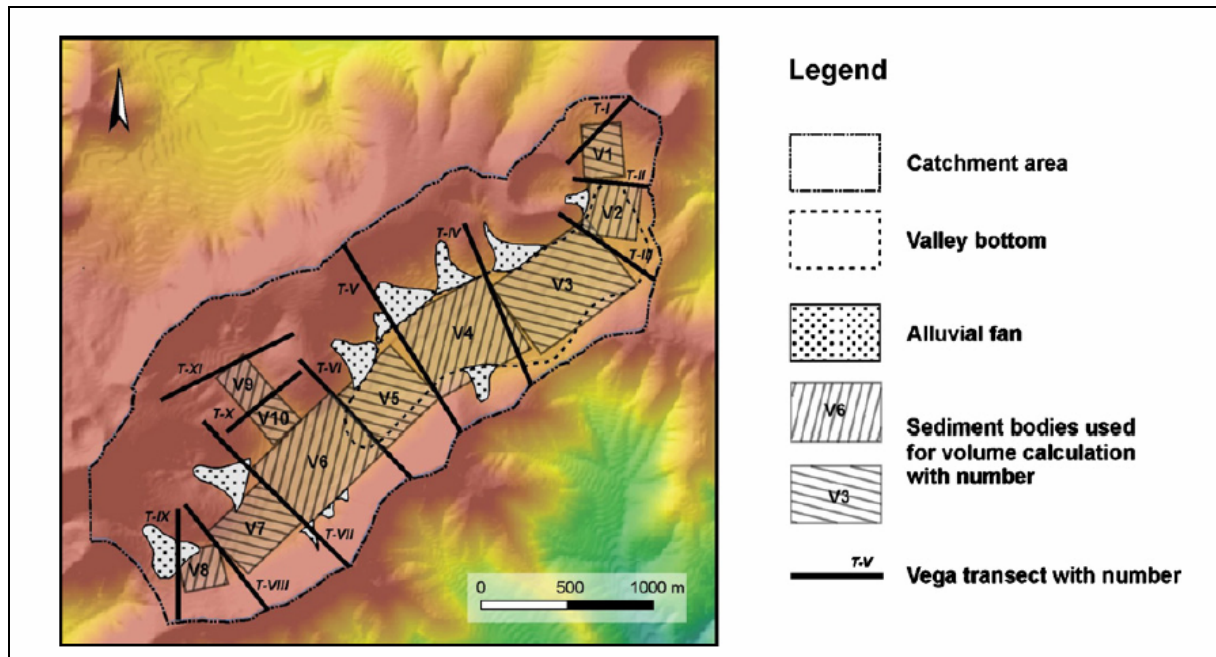 T-I
V1
T-II
V2
T-IV
T-III
T-V
V3
V4
T-VI
T-XI
V9
V5
T-X
V10
V6
T-IX
V7
T-VII
V8
T-VIII
0 500 1000 m
Legend
Catchment area
Valley bottom
Alluvial fan
V6
Sediment bodies used
for volume calculation
with number
V3
T-V
Vega transect with number